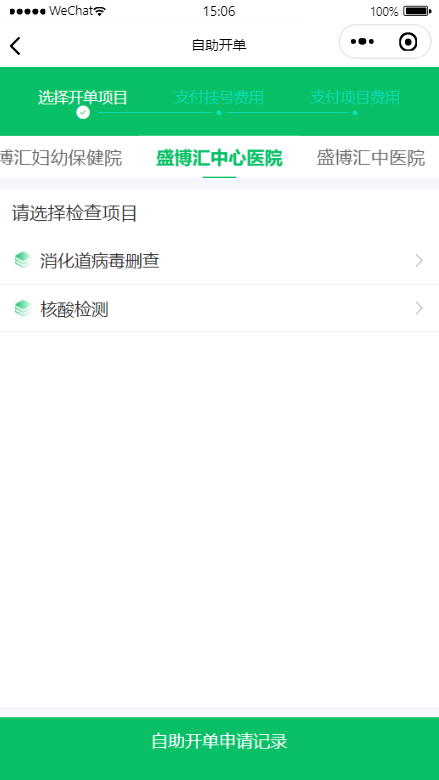 WeChat 15:06 100%
自助开单
选择开单项目 支付挂号费用 支付项目费用
博汇妇幼保健院 盛博汇中心医院 盛博汇中医院
请选择检查项目
消化道病毒删查
核酸检测
自助开单申请记录